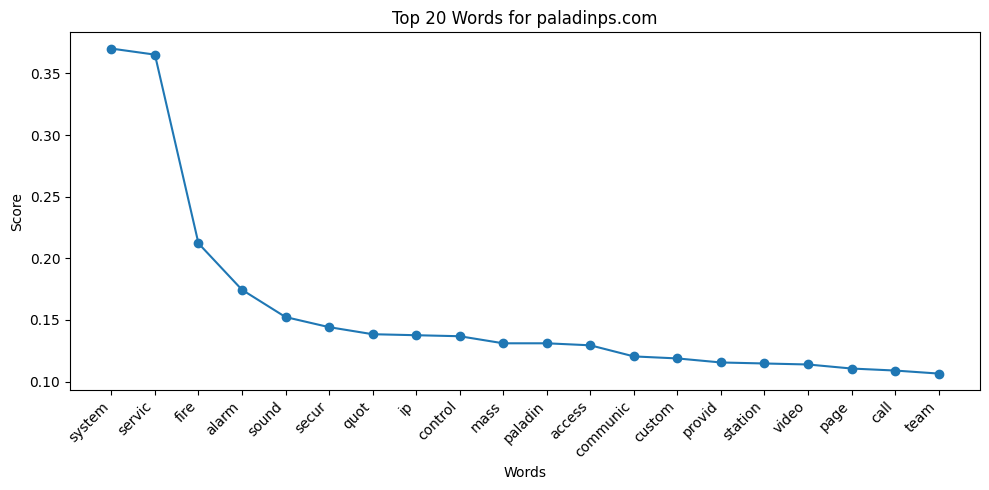 Top 20 Words for paladinps.com
Score
0.35
0.30
0.25
0.20
0.15
0.10
system
servic
fire
alarm
sound
secur
quot
ip
control
mass
paladin
access
communic
custom
provid
station
video
page
call
team
Words